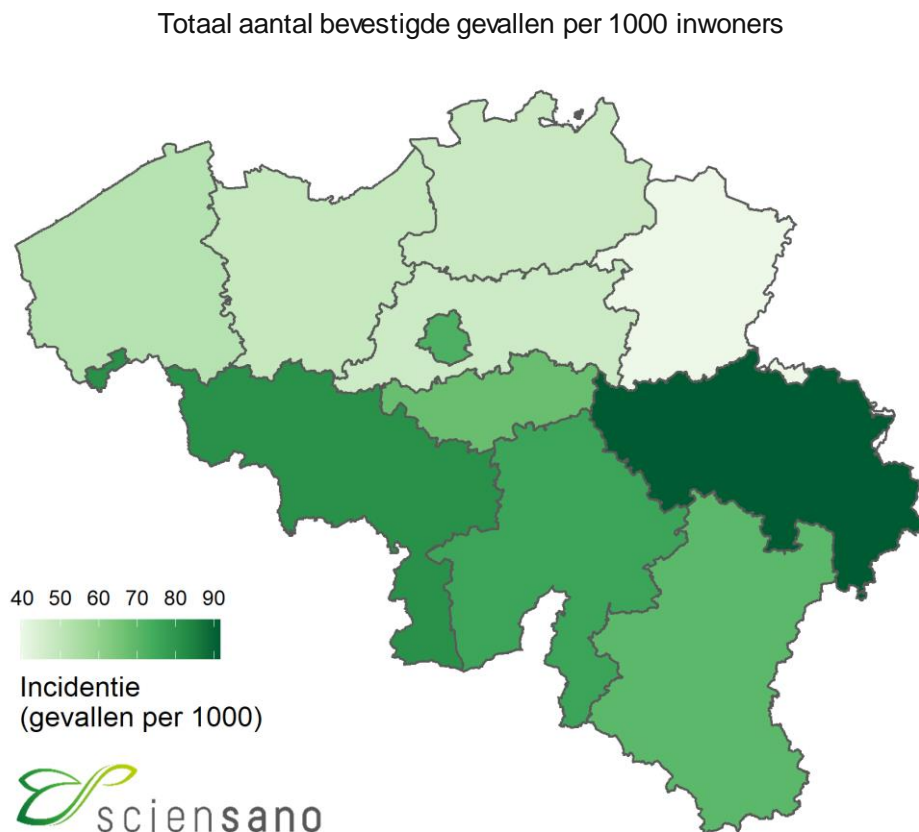 Totaal aantal bevestigde gevallen per 1000 inwoners
40 50 60 70 80 90
Incidentie
(gevallen per 1000)
sciensano